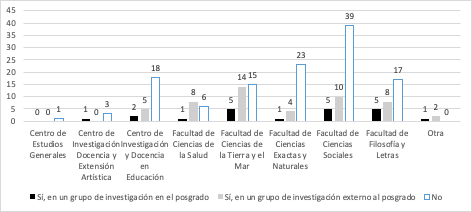 45
40
35
30
25
20
15
10
5
0
0 0 1
1 0 3
2 5 18
1 8 6
5 14 15
1 4 23
5 10 39
5 8 17
1 2 0
Centro de
Estudios
Generales
Centro de
Investigación
Docencia y
Extensión
Artística
Centro de
Investigación
y Docencia
en
Educación
Facultad de
Ciencias de
la Salud
Facultad de
Ciencias de
la Tierra y el
Mar
Facultad de
Ciencias
Exactas y
Naturales
Facultad de
Ciencias
Sociales
Facultad de
Filosofía y
Letras
Otra
Sí, en un grupo de investigación en el posgrado
Sí, en un grupo de investigación externo al posgrado
No